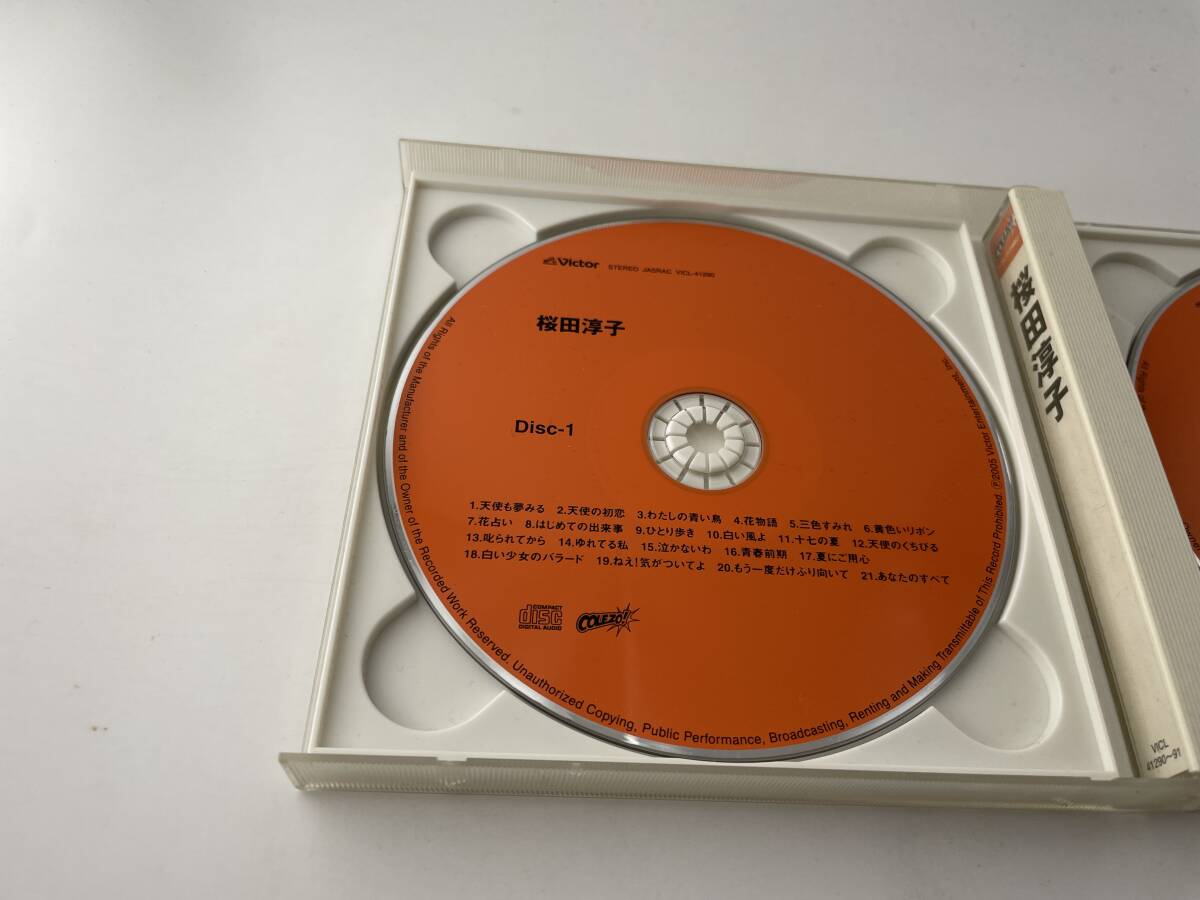 Victor STEREO JASRAC VICL-41290
桜田淳子
Disc-1
1.天使も夢みる 2.天使の初恋 3.わたしの青い鳥 4.花物語 5.三色すみれ 6.黄色いリボン
7.花占い 8.はじめての出来事 9.ひとり歩き 10.白い風よ 11.十七の夏 12.天使のくちびる
13.叱られてから 14.ゆれてる私 15.泣かないわ 16.青春前期 17.夏にご用心
18.白い少女のバラード 19.ねえ!気がついてよ 20.もう一度だけふり向いて 21.あなたのすべて
COMPACT
disc
DIGITAL AUDIO
COLEZO!
All Rights of the Manufacturer and of the Owner of the Recorded Work Reserved. Unauthorized Copying, Public Performance, Broadcasting, Renting and Making Transmittable of This Record Prohibited. Ⓟ2005 Victor Entertainment, Inc.
桜田淳子
VICL
41290〜91